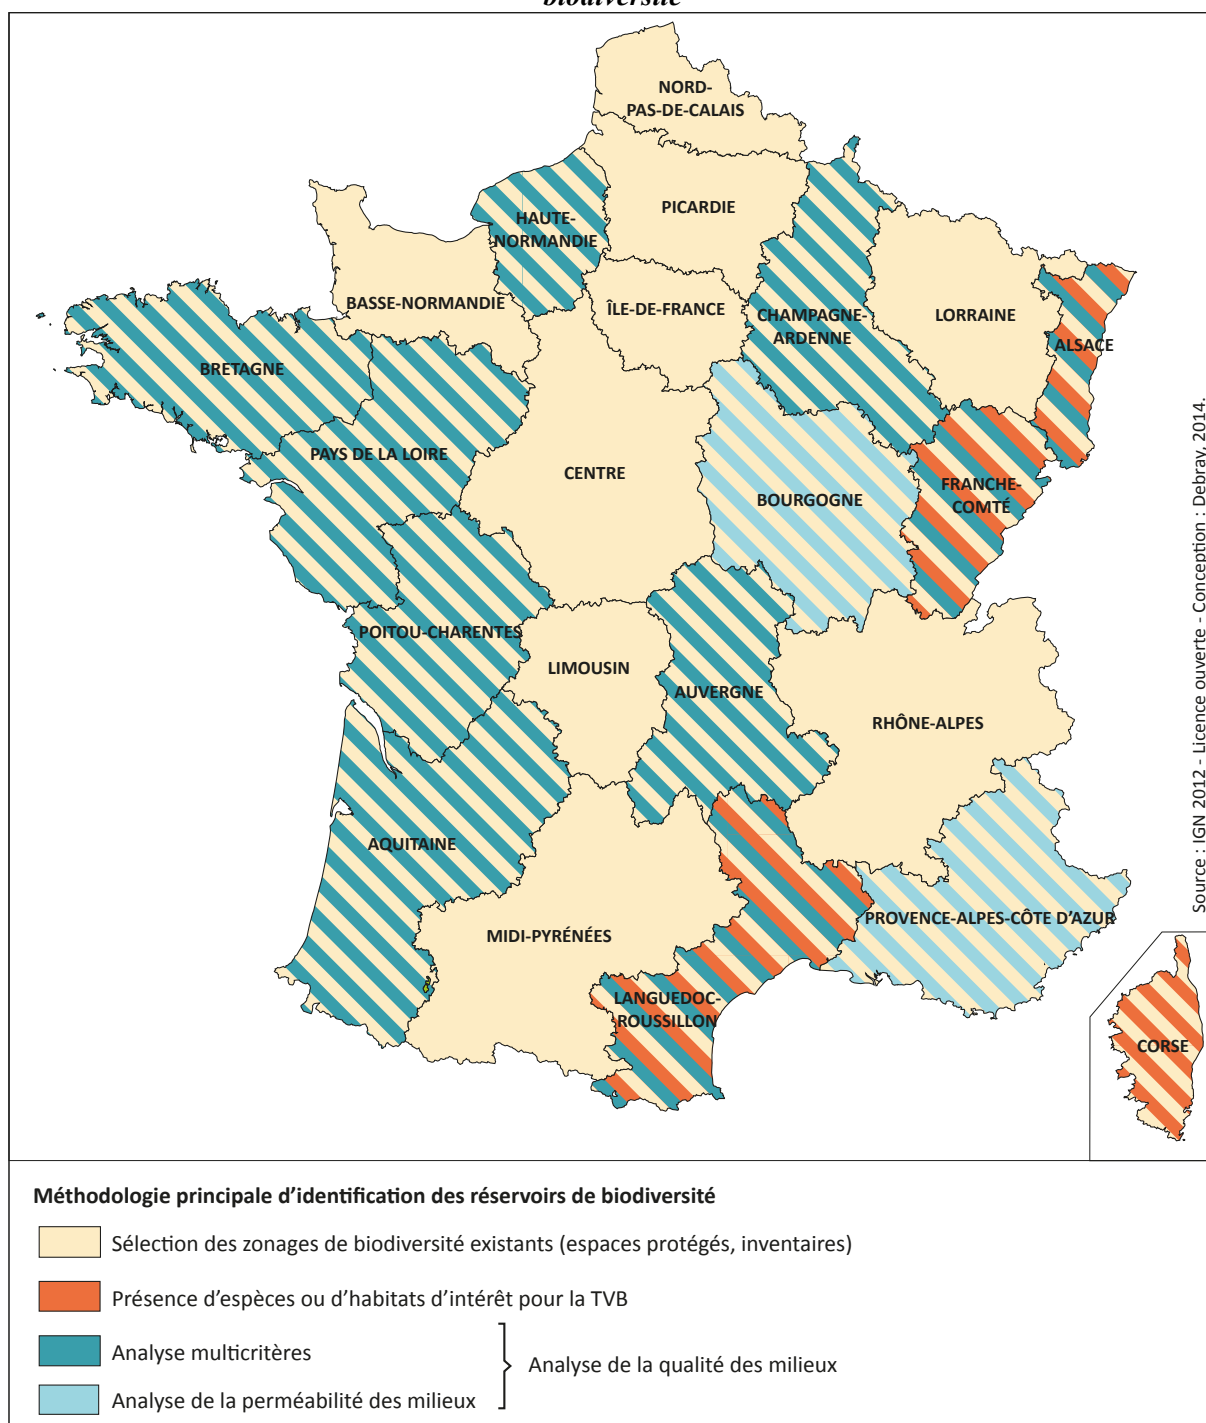 biodiversité
NORD-
PAS-DE-CALAIS
PICARDIE
HAUTE-
NORMANDIE
BASSE-NORMANDIE
ÎLE-DE-FRANCE
CHAMPAGNE-
ARDENNE
LORRAINE
ALSACE
BRETAGNE
PAYS DE LA LOIRE
CENTRE
BOURGOGNE
FRANCHE-
COMTÉ
POITOU-CHARENTES
LIMOUSIN
AUVERGNE
RHÔNE-ALPES
AQUITAINE
MIDI-PYRÉNÉES
PROVENCE-ALPES-CÔTE D'AZUR
LANGUEDOC-
ROUSSILLON
CORSE
Source : IGN 2012 - Licence ouverte - Conception : Debray, 2014.
Méthodologie principale d'identification des réservoirs de biodiversité
Sélection des zonages de biodiversité existants (espaces protégés, inventaires)
Présence d'espèces ou d'habitats d'intérêt pour la TVB
Analyse multicritères
Analyse de la qualité des milieux
Analyse de la perméabilité des milieux